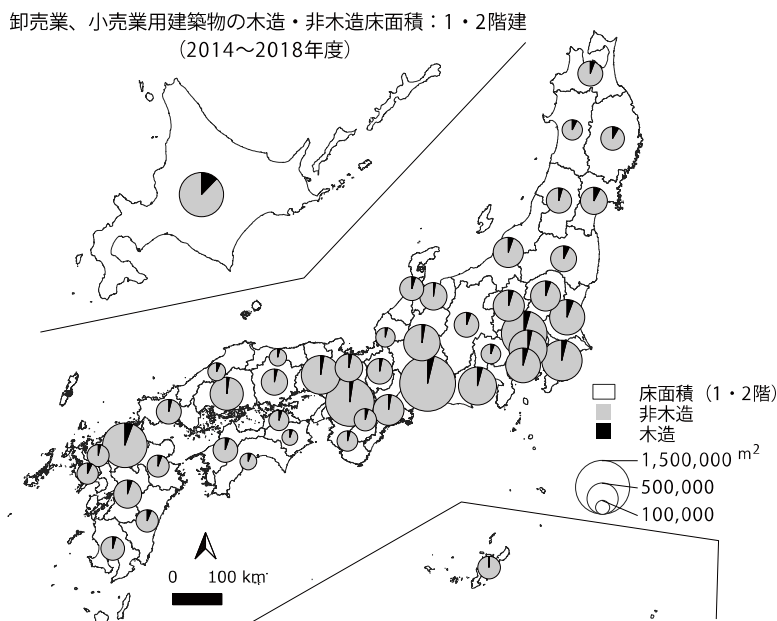 卸売業、小売業用建築物の木造・非木造床面積：1・2階建
（2014～2018年度）
床面積（1・2階）
非木造
木造
1,500,000 m²
500,000
100,000
0 100 km